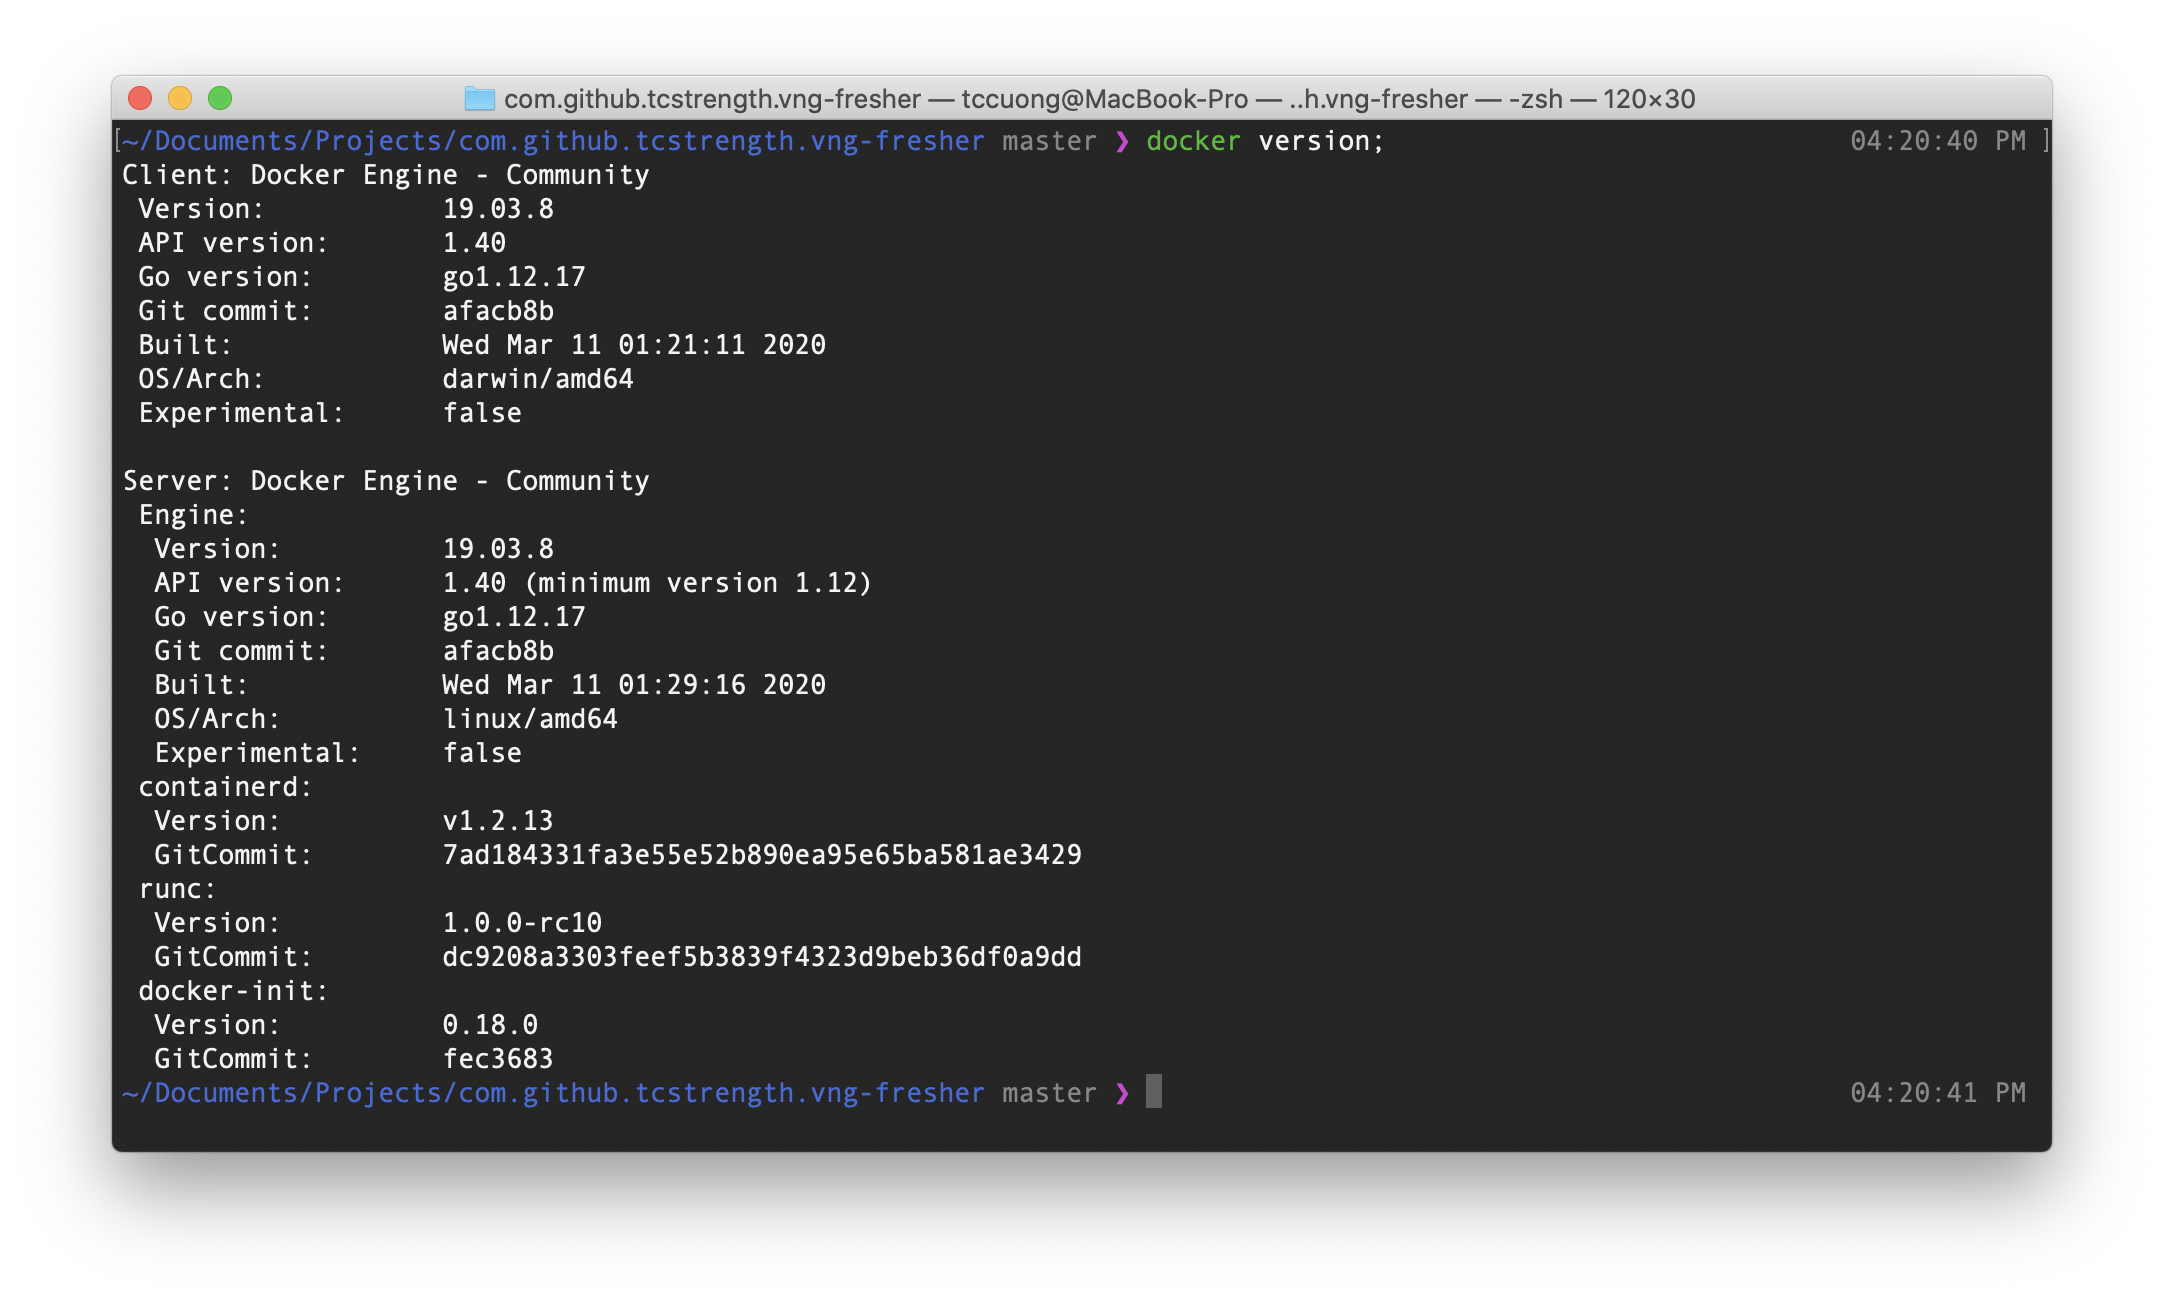 com.github.tcstrength.vng-fresher — tccuong@MacBook-Pro — ..h.vng-fresher — -zsh — 120×30
[~/Documents/Projects/com.github.tcstrength.vng-fresher master ❯ docker version; 04:20:40 PM ]
Client: Docker Engine - Community
 Version:           19.03.8
 API version:       1.40
 Go version:        go1.12.17
 Git commit:        afacb8b
 Built:             Wed Mar 11 01:21:11 2020
 OS/Arch:           darwin/amd64
 Experimental:      false

Server: Docker Engine - Community
 Engine:
  Version:          19.03.8
  API version:      1.40 (minimum version 1.12)
  Go version:       go1.12.17
  Git commit:       afacb8b
  Built:            Wed Mar 11 01:29:16 2020
  OS/Arch:          linux/amd64
  Experimental:     false
 containerd:
  Version:          v1.2.13
  GitCommit:        7ad184331fa3e55e52b890ea95e65ba581ae3429
 runc:
  Version:          1.0.0-rc10
  GitCommit:        dc9208a3303feef5b3839f4323d9beb36df0a9dd
 docker-init:
  Version:          0.18.0
  GitCommit:        fec3683
~/Documents/Projects/com.github.tcstrength.vng-fresher master ❯ 04:20:41 PM